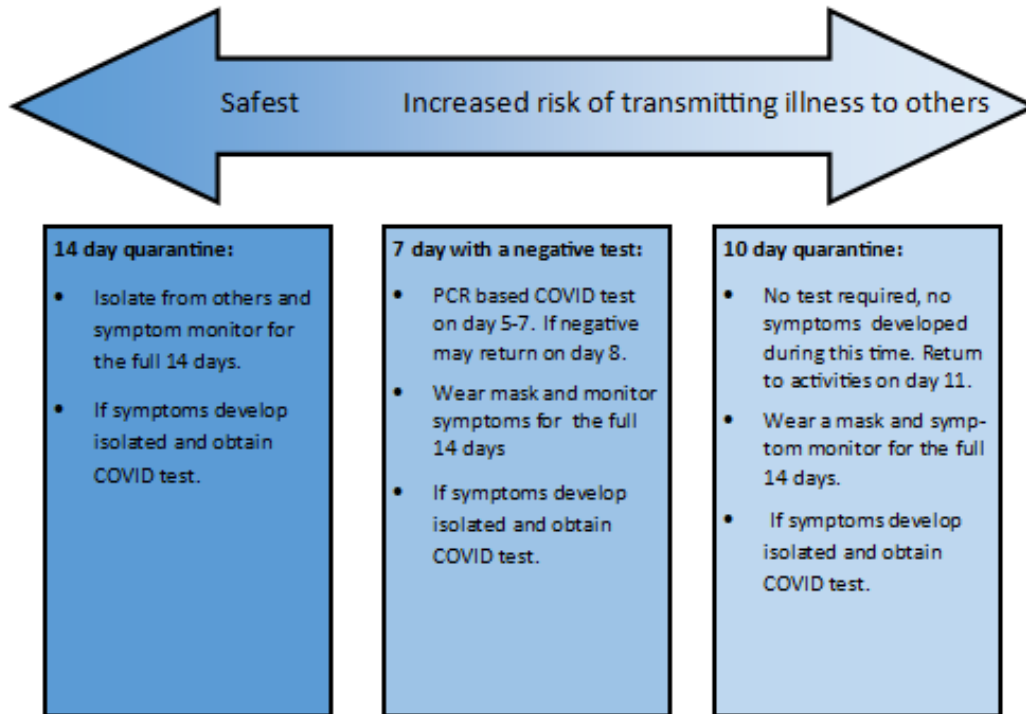 Safest
Increased risk of transmitting illness to others
14 day quarantine:
• Isolate from others and
symptom monitor for
the full 14 days.
• If symptoms develop
isolated and obtain
COVID test.
7 day with a negative test:
• PCR based COVID test
on day 5-7. If negative
may return on day 8.
• Wear mask and monitor
symptoms for the full
14 days
• If symptoms develop
isolated and obtain
COVID test.
10 day quarantine:
• No test required, no
symptoms developed
during this time. Return
to activities on day 11.
• Wear a mask and symp-
tom monitor for the full
14 days.
• If symptoms develop
isolated and obtain
COVID test.